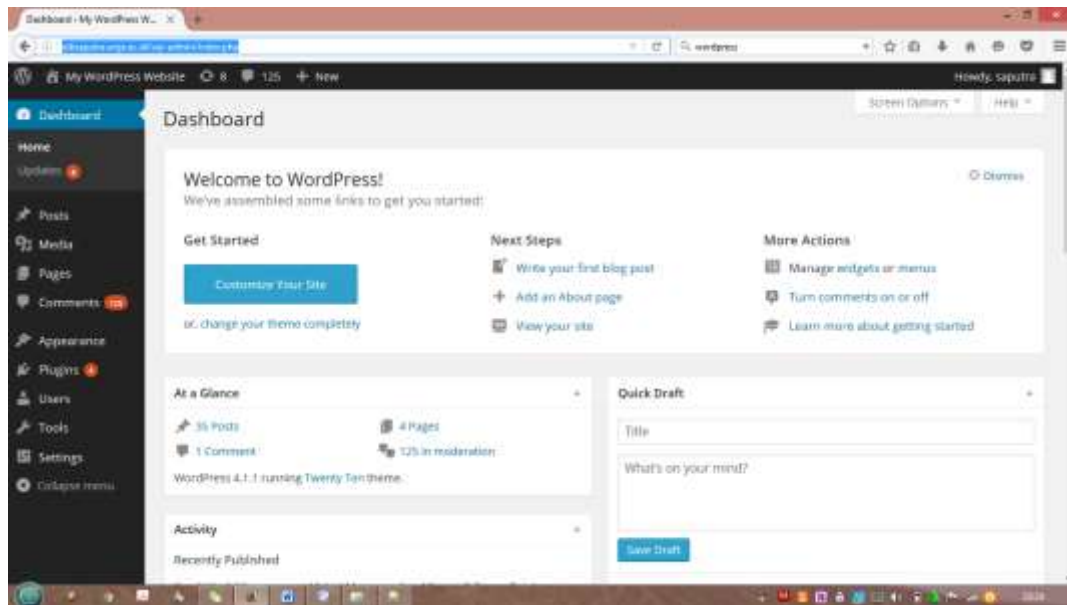 Dashboard - My WordPress W...
wordpress
My WordPress Website 8 125 + New Howdy, saputra
Screen Options Help
Dashboard
Dashboard
Home
Updates
Posts
Media
Pages
Comments 125
Appearance
Plugins
Users
Tools
Settings
Collapse menu
Welcome to WordPress!
We've assembled some links to get you started:
Dismiss
Get Started
Customize Your Site
or, change your theme completely
Next Steps
Write your first blog post
Add an About page
View your site
More Actions
Manage widgets or menus
Turn comments on or off
Learn more about getting started
At a Glance
35 Posts 4 Pages
1 Comment 125 in moderation
WordPress 4.1.1 running Twenty Ten theme.
Activity
Recently Published
Quick Draft
Title
What's on your mind?
Save Draft